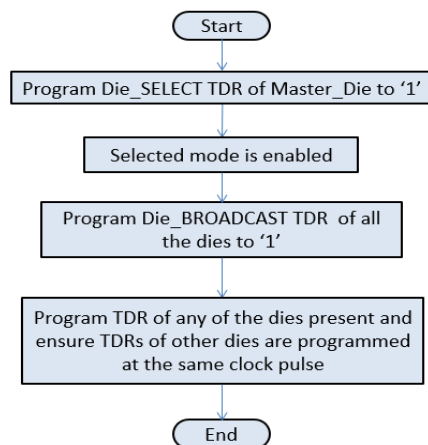 Start
Program Die_SELECT TDR of Master_Die to ‘1’
Selected mode is enabled
Program Die_BROADCAST TDR of all
the dies to ‘1’
Program TDR of any of the dies present and
ensure TDRs of other dies are programmed
at the same clock pulse
End